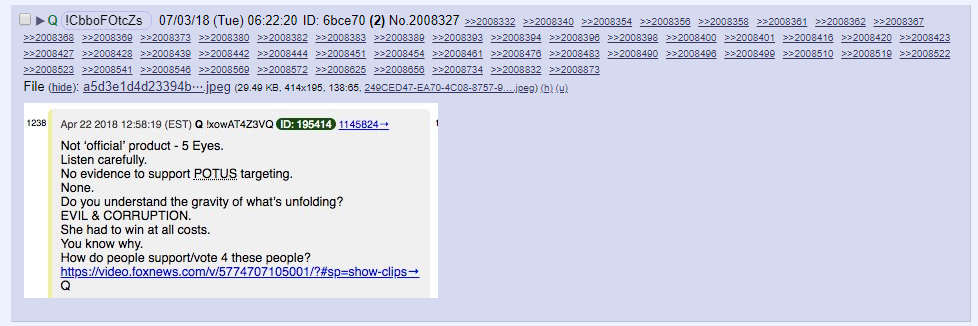 Q !CbboFOtcZs 07/03/18 (Tue) 06:22:20 ID: 6bce70 (2) No.2008327 >>2008332 >>2008340 >>2008354 >>2008356 >>2008358 >>2008361 >>2008362 >>2008367
>>2008368 >>2008369 >>2008373 >>2008380 >>2008382 >>2008383 >>2008389 >>2008393 >>2008394 >>2008396 >>2008398 >>2008400 >>2008401 >>2008416 >>2008420 >>2008423
>>2008427 >>2008428 >>2008439 >>2008442 >>2008444 >>2008451 >>2008454 >>2008461 >>2008476 >>2008483 >>2008490 >>2008496 >>2008499 >>2008510 >>2008519 >>2008522
>>2008523 >>2008541 >>2008546 >>2008569 >>2008572 >>2008625 >>2008656 >>2008734 >>2008832 >>2008873
File (hide): a5d3e1d4d23394b···.jpeg (29.49 KB, 414x195, 138:65, 249CED47-EA70-4C08-8757-9....jpeg) (h) (u)
1238 Apr 22 2018 12:58:19 (EST) Q !xowAT4Z3VQ ID: 195414 1145824→ 1
Not ‘official’ product - 5 Eyes.
Listen carefully.
No evidence to support POTUS targeting.
None.
Do you understand the gravity of what’s unfolding?
EVIL & CORRUPTION.
She had to win at all costs.
You know why.
How do people support/vote 4 these people?
https://video.foxnews.com/v/5774707105001/?#sp=show-clips→
Q